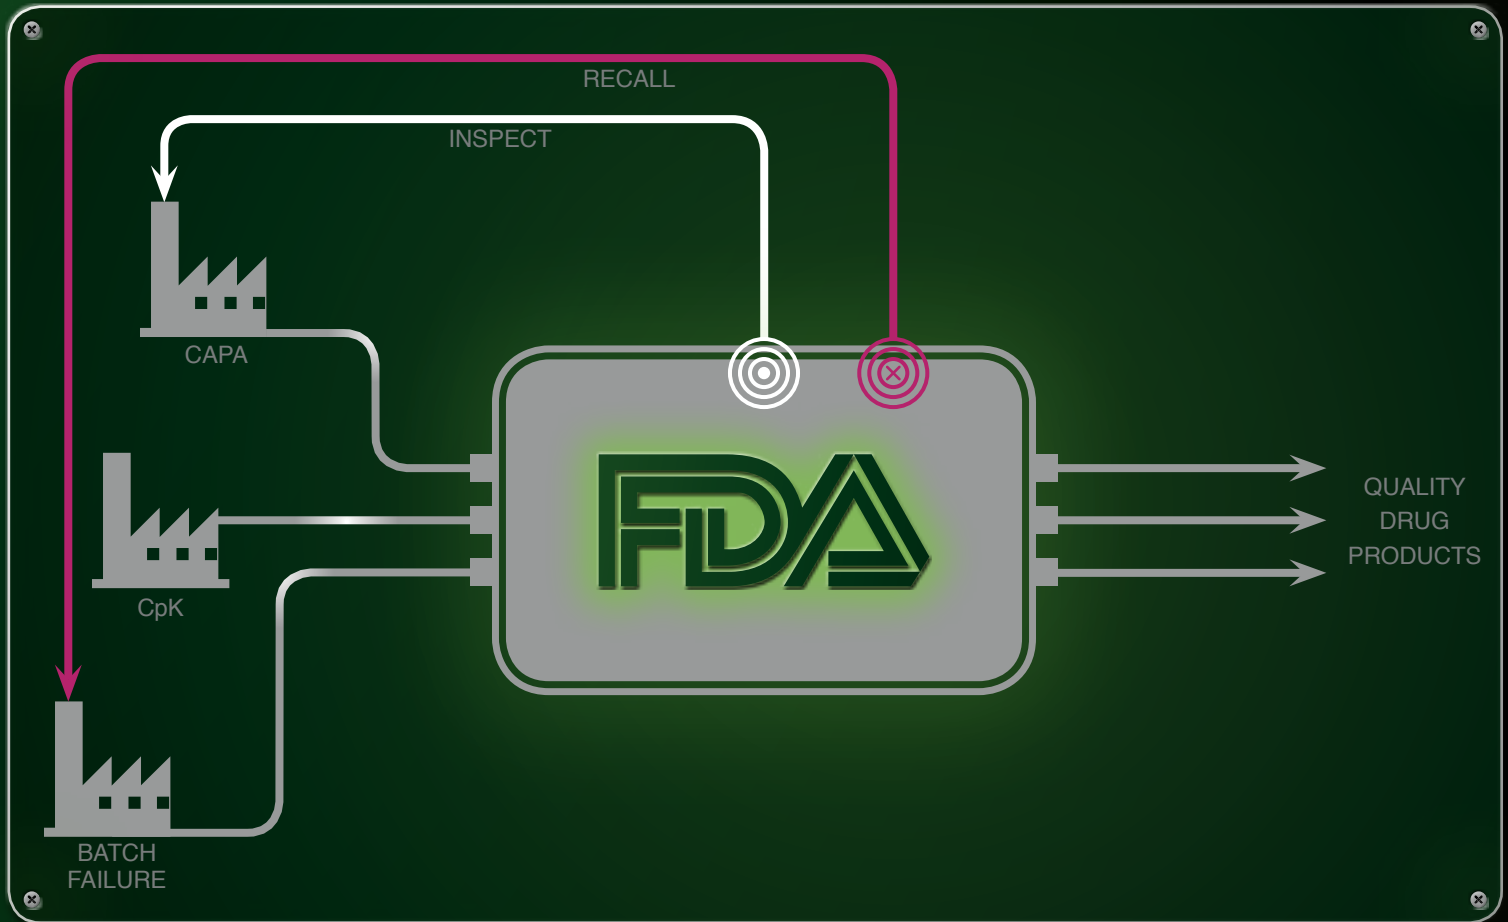 RECALL
INSPECT
CAPA
FDA
QUALITY
DRUG
PRODUCTS
CpK
BATCH
FAILURE